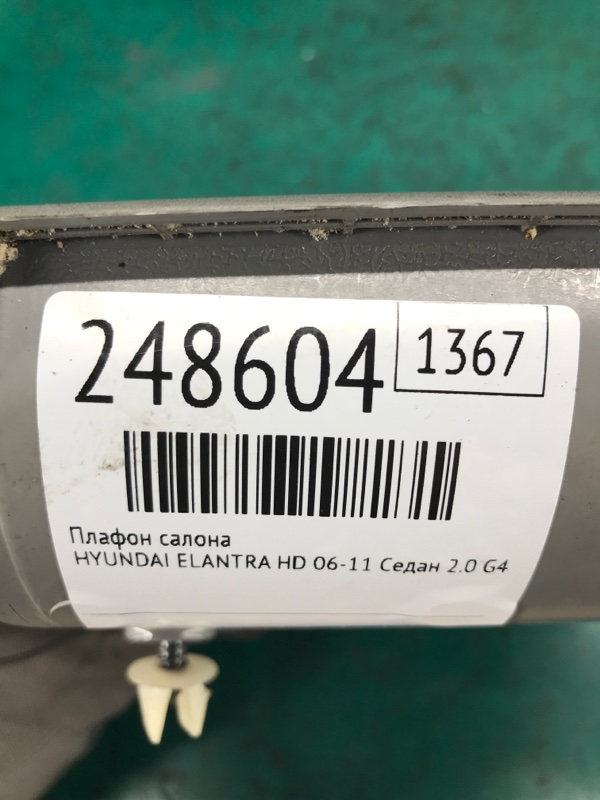 248604
1367
Плафон салона
HYUNDAI ELANTRA HD 06-11 Седан 2.0 G4